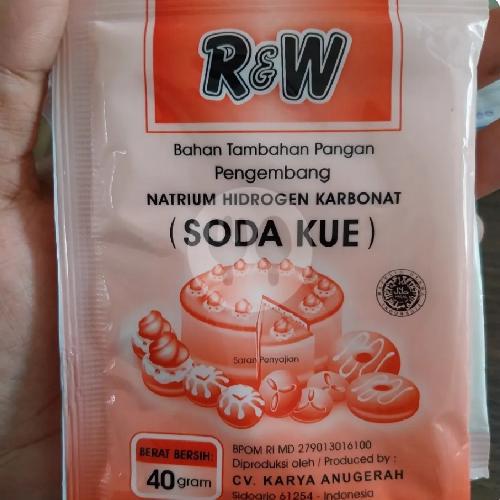 R&W
Bahan Tambahan Pangan
Pengembang
NATRIUM HIDROGEN KARBONAT
(SODA KUE)
Saran Penyajian
BERAT BERSIH:
40 gram
BPOM RI MD 279013016100
Diproduksi oleh / Produced by :
CV. KARYA ANUGERAH
Sidoarjo 61254 - Indonesia